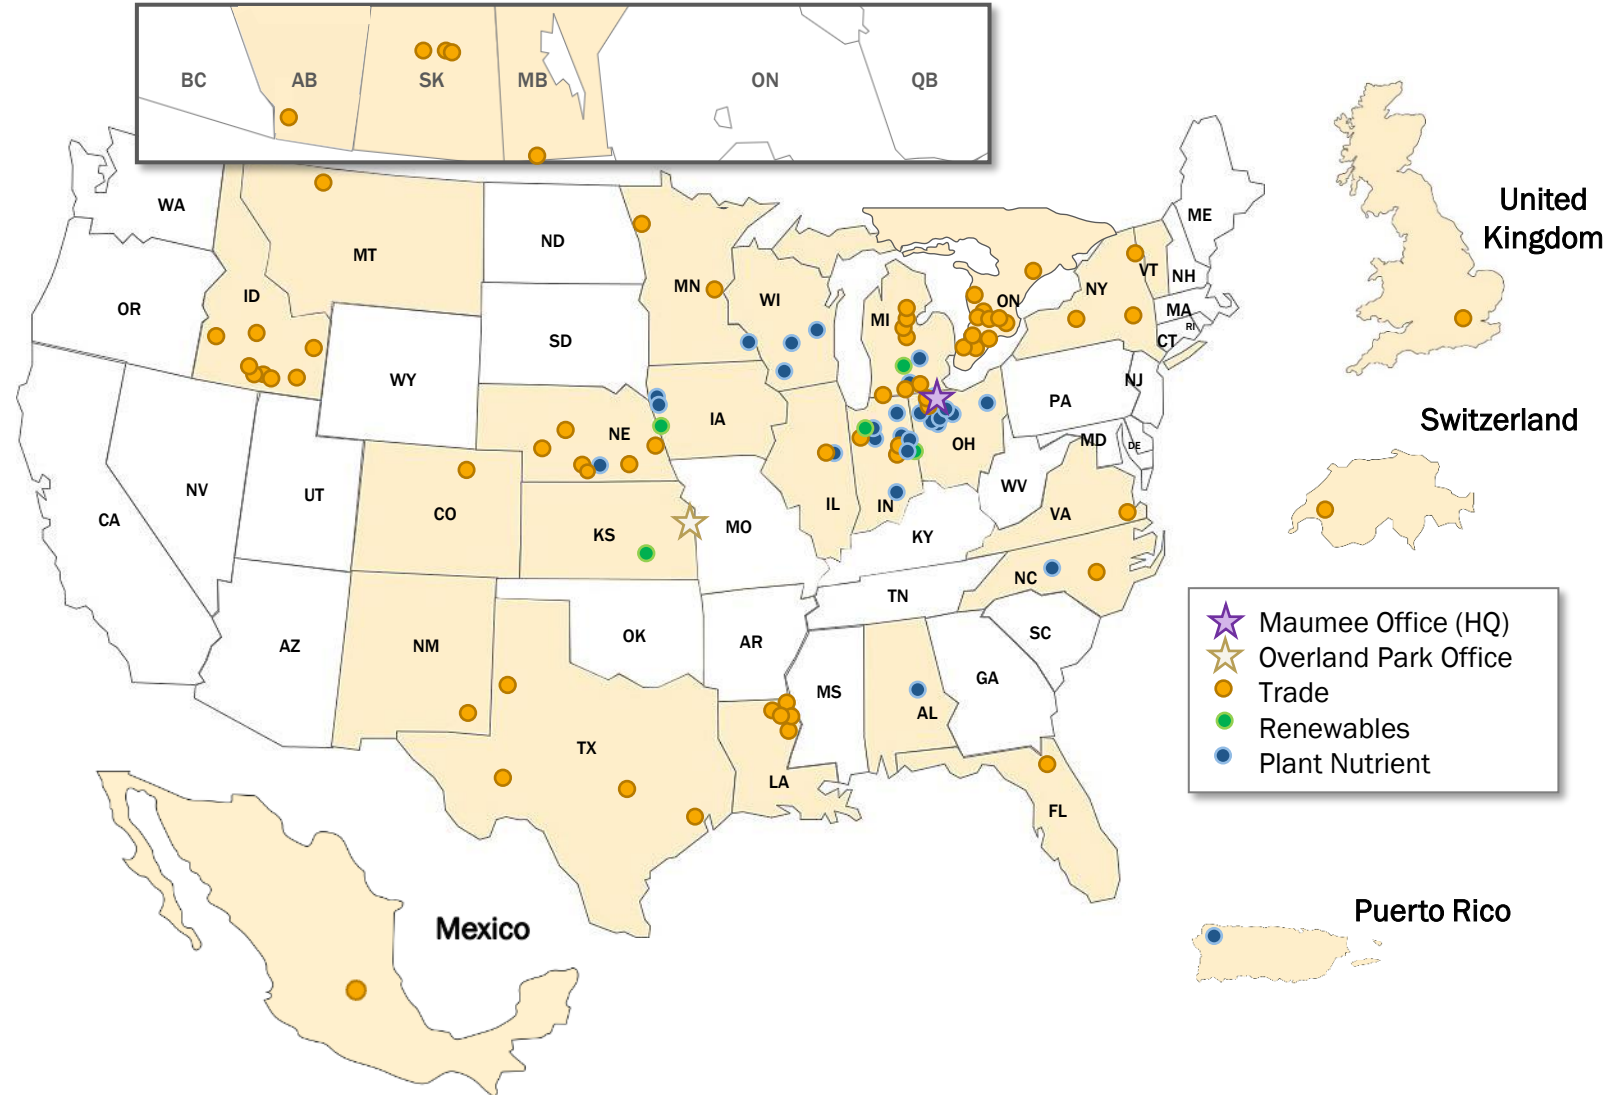 BC
AB
SK
MB
ON
QB
WA
MT
ND
MN
WI
MI
ON
NY
VT
NH
ME
MA
RI
CT
OR
ID
WY
SD
IA
NE
PA
NJ
MD
DE
OH
WV
VA
IL
IN
KY
CA
NV
UT
CO
KS
MO
TN
NC
SC
AZ
NM
OK
AR
MS
AL
GA
TX
LA
FL
United
Kingdom
Switzerland
Maumee Office (HQ)
Overland Park Office
Trade
Renewables
Plant Nutrient
Mexico
Puerto Rico